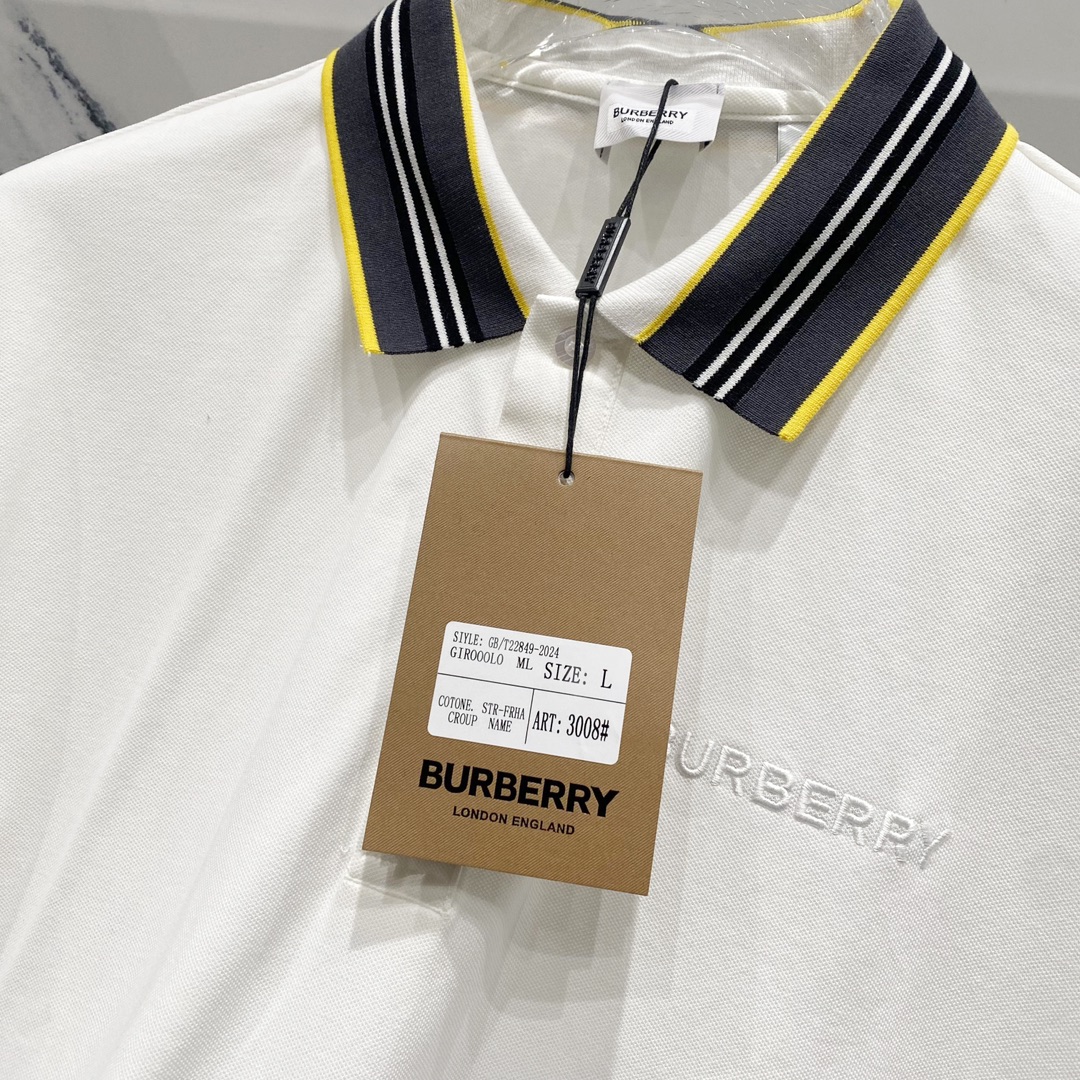 BURBERRY
LONDON ENGLAND
BURBERRY
SIYLE: GB/T22849-2024
GIROOOLO ML SIZE: L
COTONE. STR-FRHA
CROUP NAME
ART: 3008#
BURBERRY
LONDON ENGLAND
BURBERRY